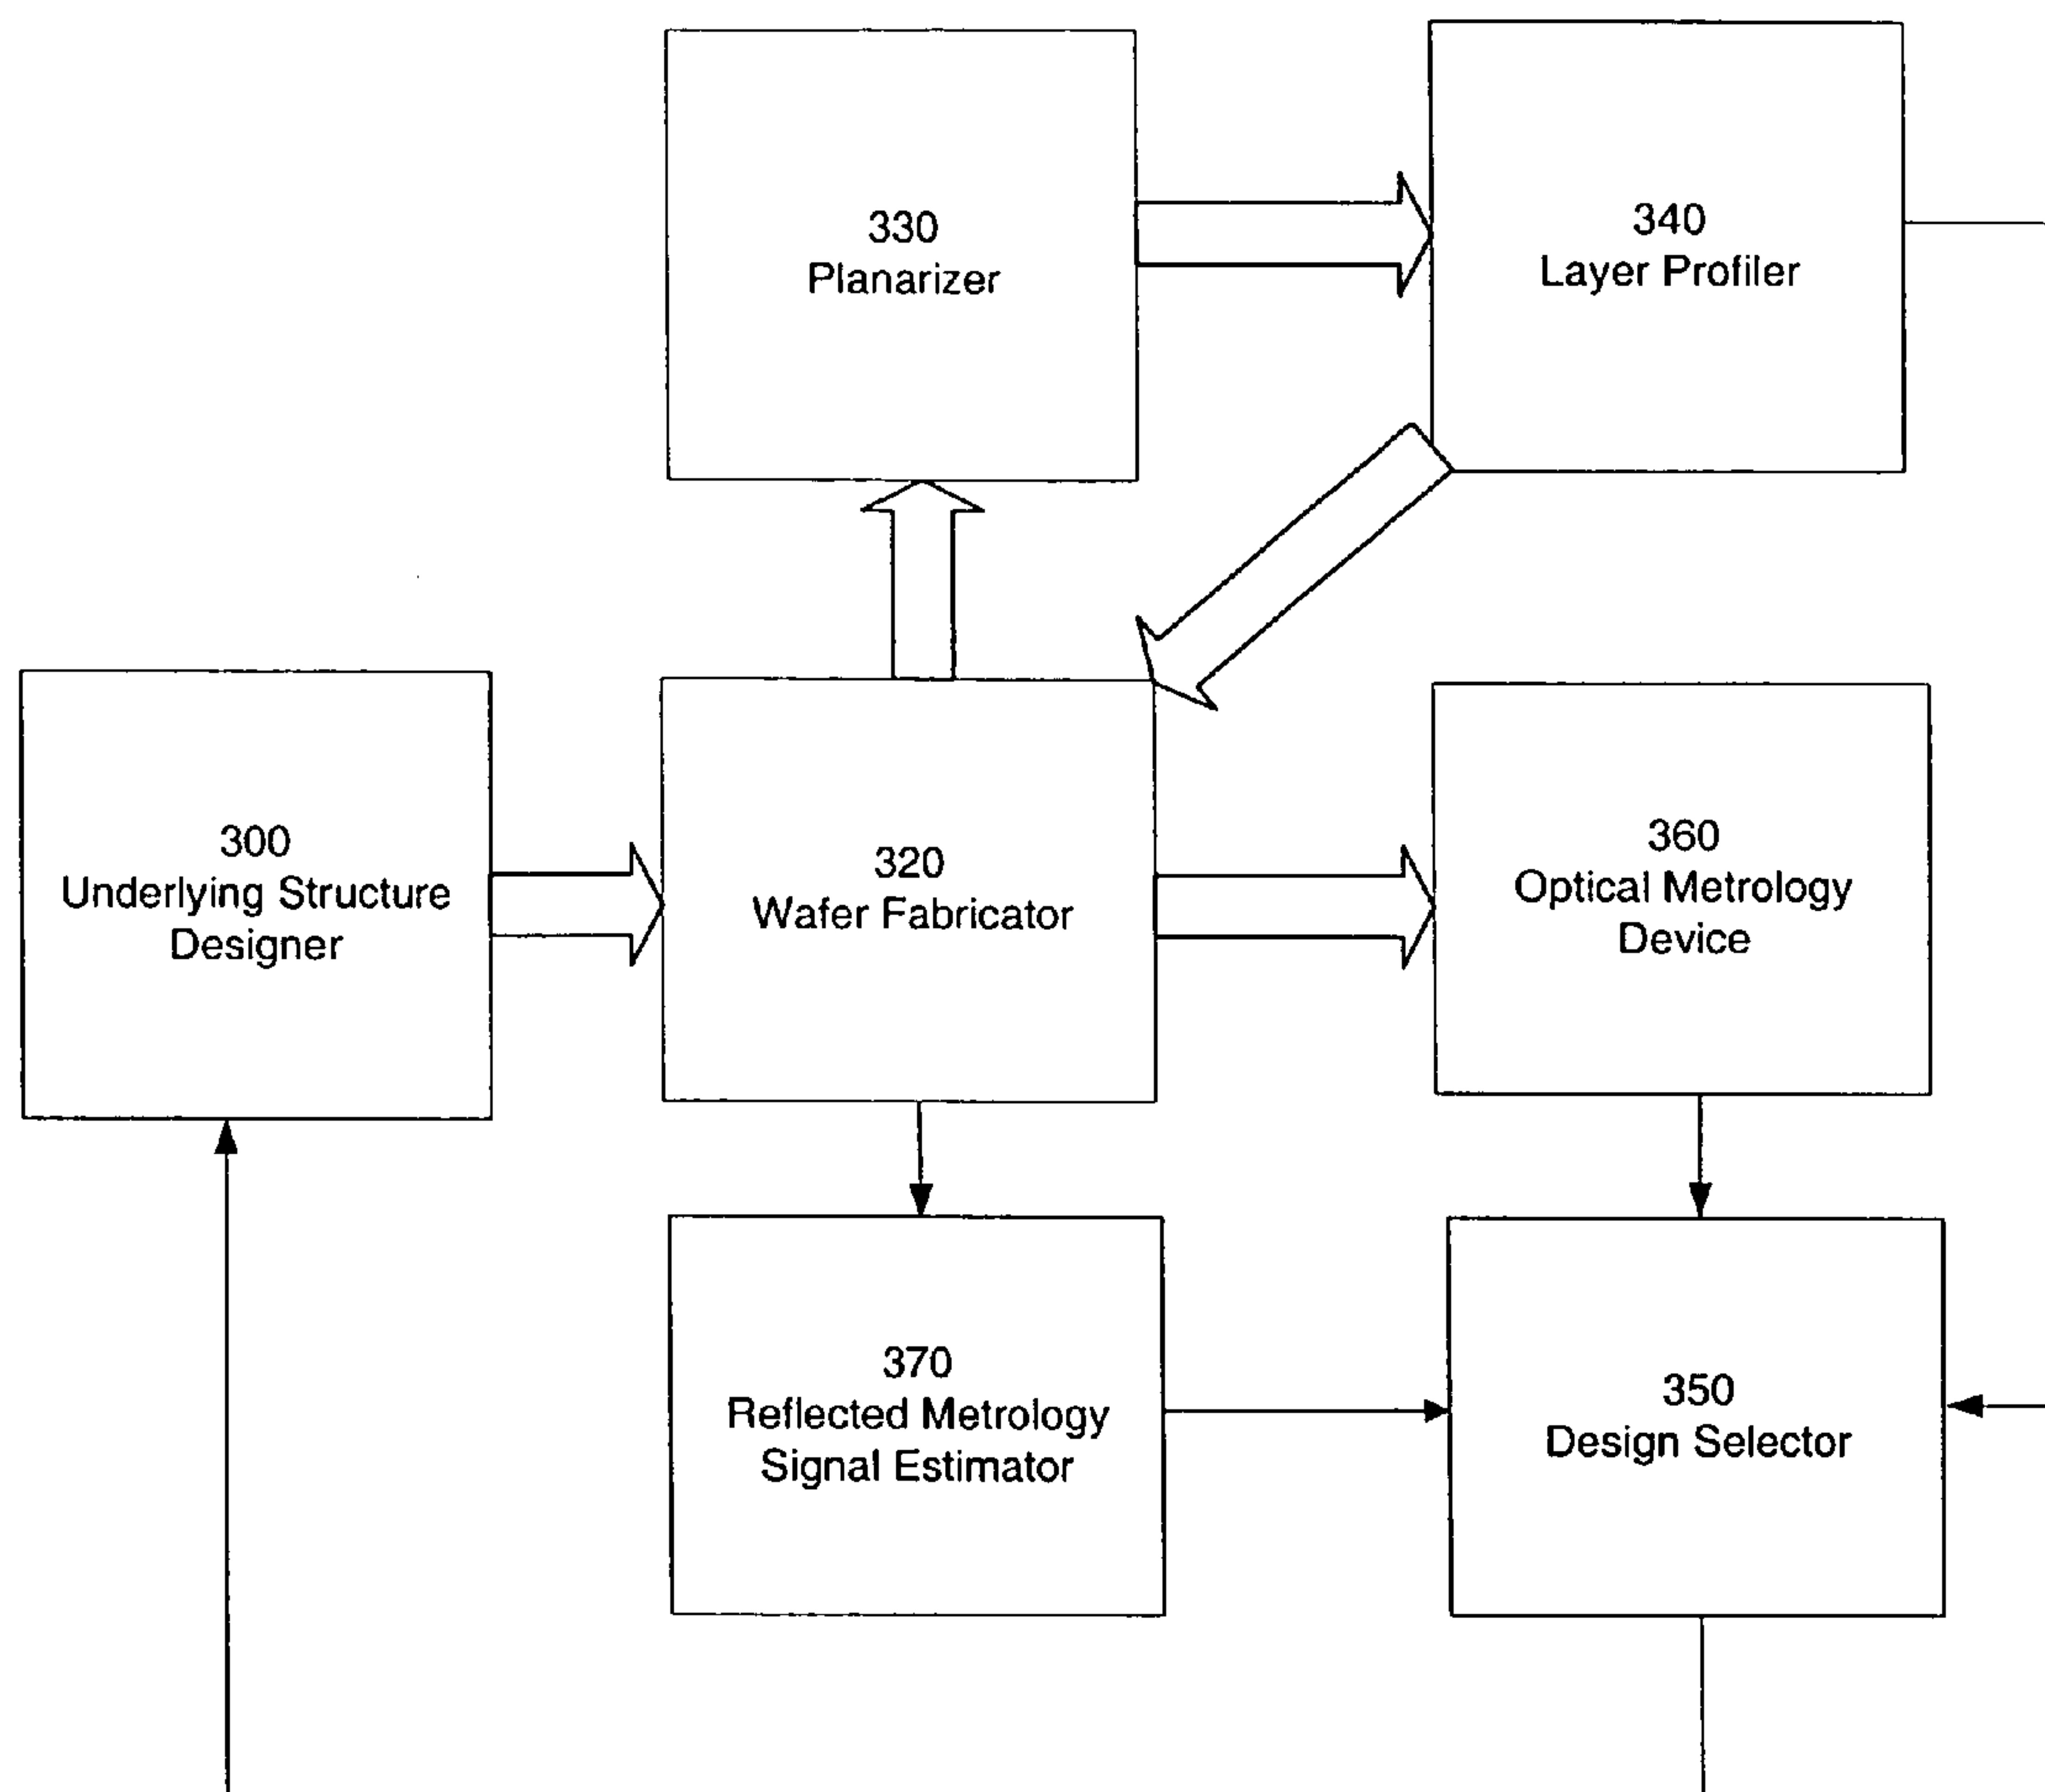 330
Planarizer
340
Layer Profiler
300
Underlying Structure
Designer
320
Wafer Fabricator
360
Optical Metrology
Device
370
Reflected Metrology
Signal Estimator
350
Design Selector